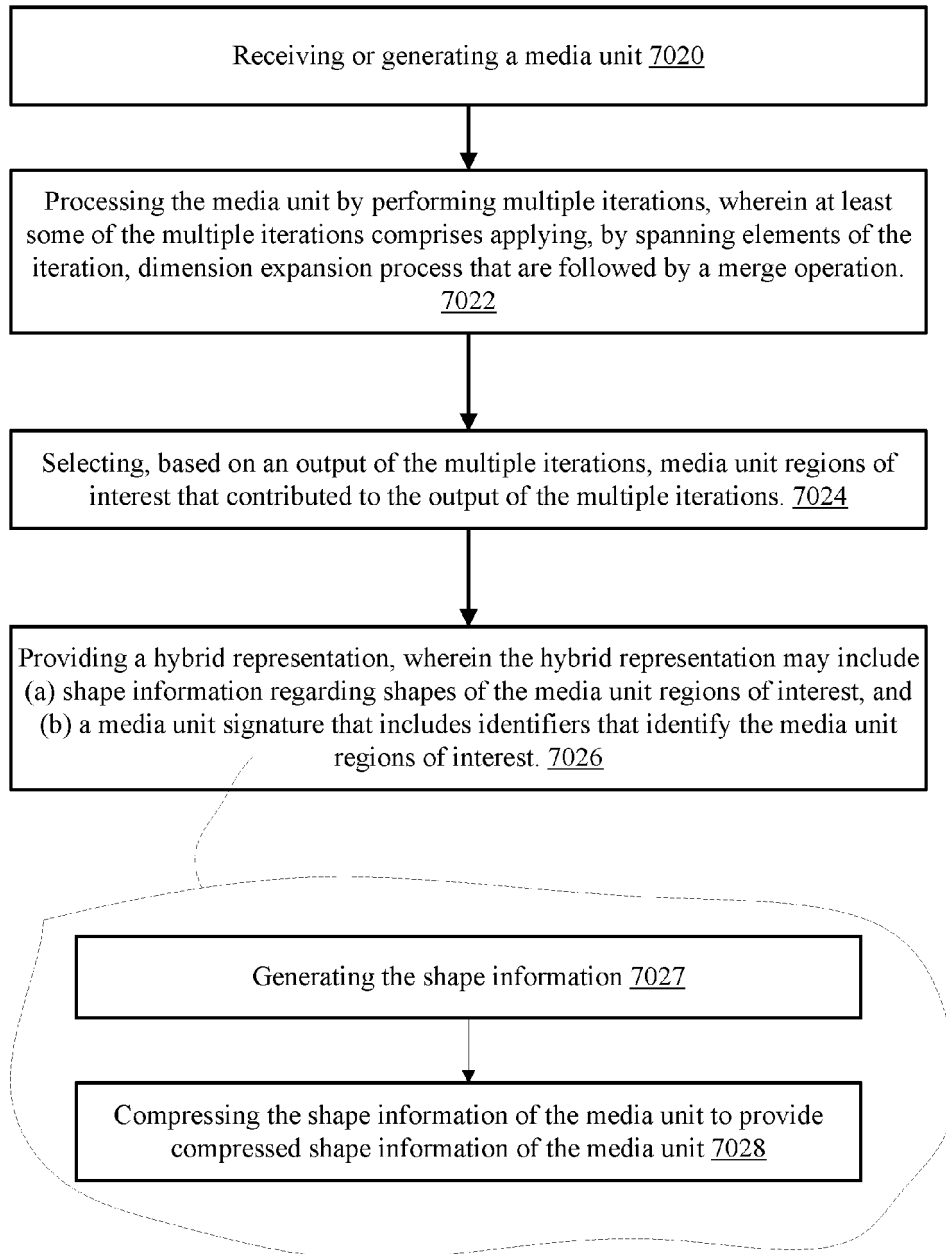 Receiving or generating a media unit 7020
Processing the media unit by performing multiple iterations, wherein at least
some of the multiple iterations comprises applying, by spanning elements of the
iteration, dimension expansion process that are followed by a merge operation.
7022
Selecting, based on an output of the multiple iterations, media unit regions of
interest that contributed to the output of the multiple iterations. 7024
Providing a hybrid representation, wherein the hybrid representation may include
(a) shape information regarding shapes of the media unit regions of interest, and
(b) a media unit signature that includes identifiers that identify the media unit
regions of interest. 7026
Generating the shape information 7027
Compressing the shape information of the media unit to provide
compressed shape information of the media unit 7028